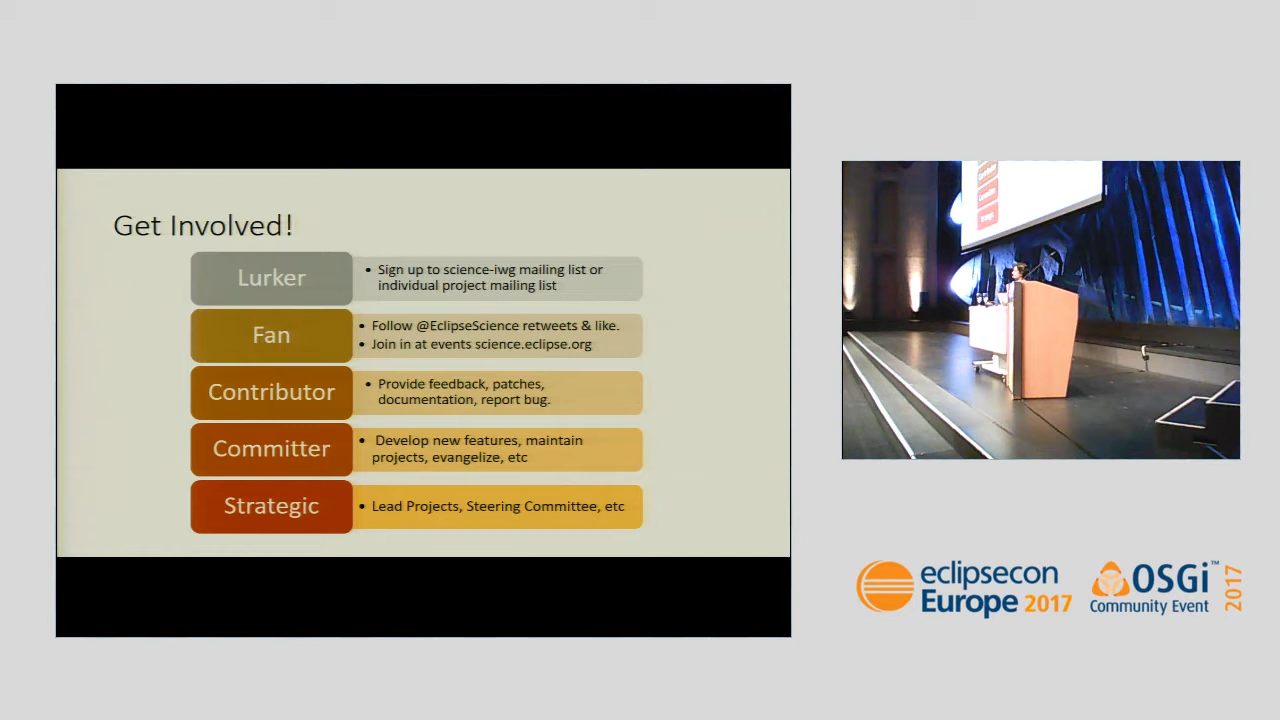 Get Involved!
Lurker
• Sign up to science-iwg mailing list or
individual project mailing list
Fan
• Follow @EclipseScience retweets & like.
• Join in at events science.eclipse.org
Contributor
• Provide feedback, patches,
documentation, report bug.
Committer
• Develop new features, maintain
projects, evangelize, etc
Strategic
• Lead Projects, Steering Committee, etc
eclipsecon
Europe 2017
OSGi™
Community Event
2017